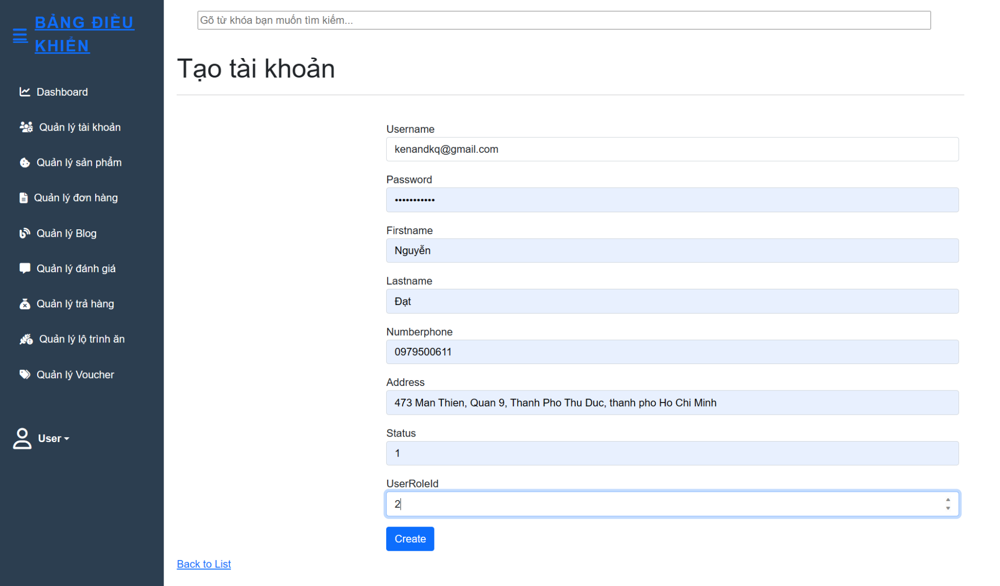 BẢNG ĐIỀU
KHIỂN
Dashboard
Quản lý tài khoản
Quản lý sản phẩm
Quản lý đơn hàng
Quản lý Blog
Quản lý đánh giá
Quản lý trả hàng
Quản lý lộ trình ăn
Quản lý Voucher
User
Gõ từ khóa bạn muốn tìm kiếm...
Tạo tài khoản
Username
kenandkq@gmail.com
Password
•••••••••••
Firstname
Nguyễn
Lastname
Đạt
Numberphone
0979500611
Address
473 Man Thien, Quan 9, Thanh Pho Thu Duc, thanh pho Ho Chi Minh
Status
1
UserRoleId
2
Create
Back to List